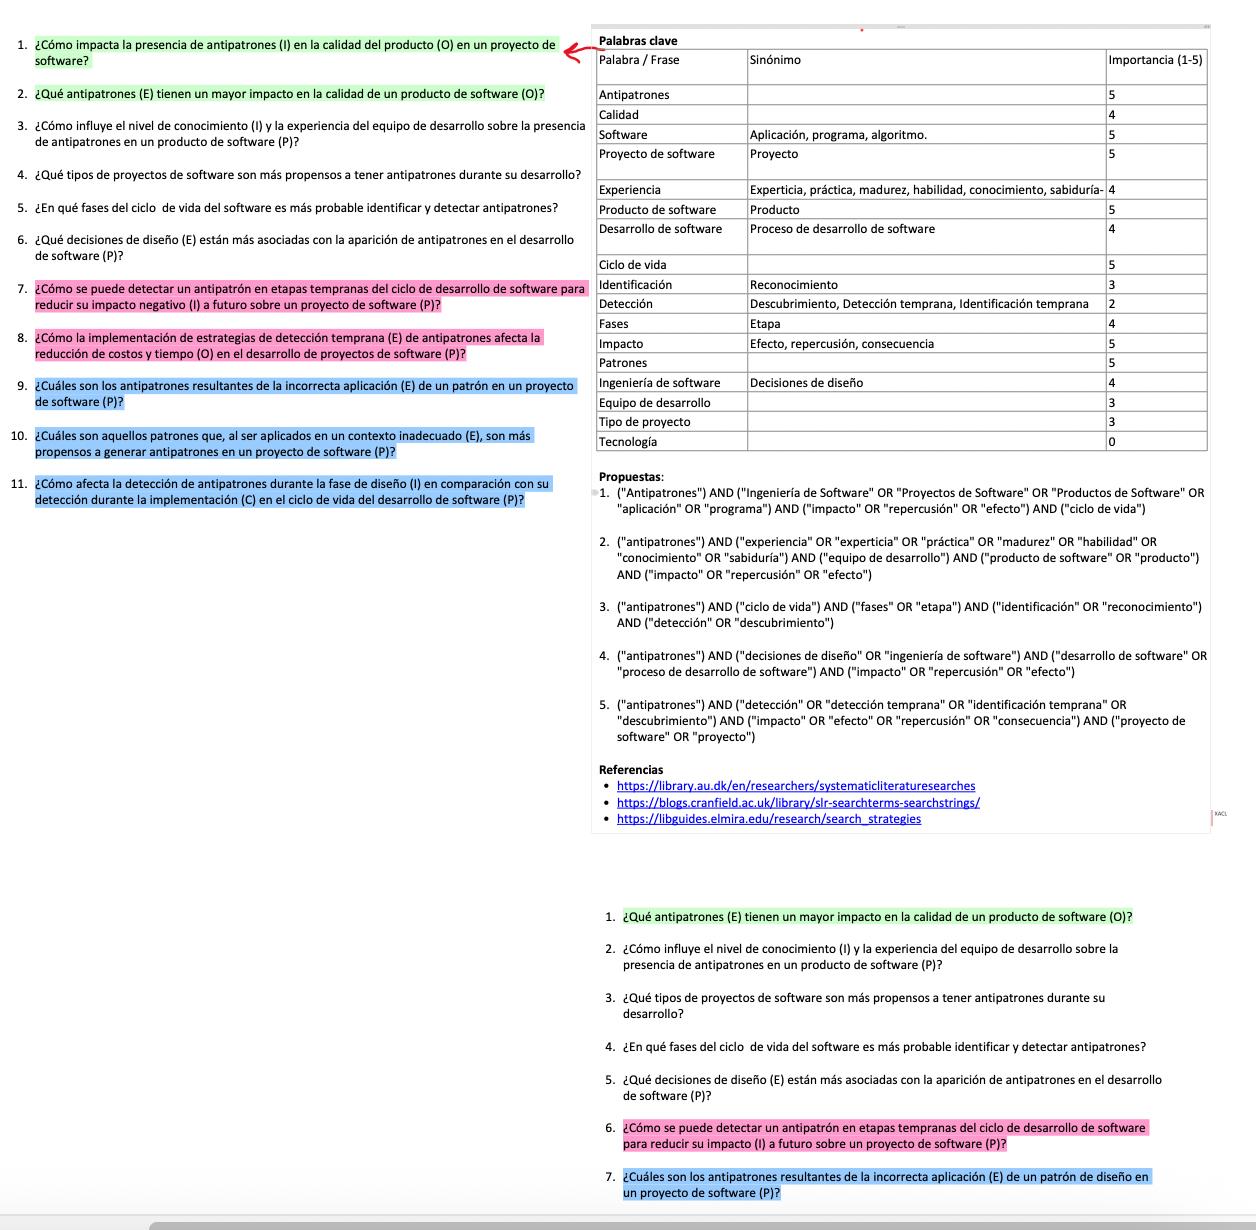 1. ¿Cómo impacta la presencia de antipatrones (I) en la calidad del producto (O) en un proyecto de
software?
2. ¿Qué antipatrones (E) tienen un mayor impacto en la calidad de un producto de software (O)?
3. ¿Cómo influye el nivel de conocimiento (I) y la experiencia del equipo de desarrollo sobre la presencia
de antipatrones en un producto de software (P)?
4. ¿Qué tipos de proyectos de software son más propensos a tener antipatrones durante su desarrollo?
5. ¿En qué fases del ciclo de vida del software es más probable identificar y detectar antipatrones?
6. ¿Qué decisiones de diseño (E) están más asociadas con la aparición de antipatrones en el desarrollo
de software (P)?
7. ¿Cómo se puede detectar un antipatrón en etapas tempranas del ciclo de desarrollo de software para
reducir su impacto negativo (I) a futuro sobre un proyecto de software (P)?
8. ¿Cómo la implementación de estrategias de detección temprana (E) de antipatrones afecta la
reducción de costos y tiempo (O) en el desarrollo de proyectos de software (P)?
9. ¿Cuáles son los antipatrones resultantes de la incorrecta aplicación (E) de un patrón en un proyecto
de software (P)?
10. ¿Cuáles son aquellos patrones que, al ser aplicados en un contexto inadecuado (E), son más
propensos a generar antipatrones en un proyecto de software (P)?
11. ¿Cómo afecta la detección de antipatrones durante la fase de diseño (I) en comparación con su
detección durante la implementación (C) en el ciclo de vida del desarrollo de software (P)?
Palabras clave
Palabra / Frase Sinónimo Importancia (1-5)
Antipatrones 5
Calidad 4
Software Aplicación, programa, algoritmo. 5
Proyecto de software Proyecto 5
Experiencia Experticia, práctica, madurez, habilidad, conocimiento, sabiduría- 4
Producto de software Producto 5
Desarrollo de software Proceso de desarrollo de software 4
Ciclo de vida 5
Identificación Reconocimiento 3
Detección Descubrimiento, Detección temprana, Identificación temprana 2
Fases Etapa 4
Impacto Efecto, repercusión, consecuencia 5
Patrones 5
Ingeniería de software Decisiones de diseño 4
Equipo de desarrollo 3
Tipo de proyecto 3
Tecnología 0
Propuestas:
1. ("Antipatrones") AND ("Ingeniería de Software" OR "Proyectos de Software" OR "Productos de Software" OR
"aplicación" OR "programa") AND ("impacto" OR "repercusión" OR "efecto") AND ("ciclo de vida")
2. ("antipatrones") AND ("experiencia" OR "experticia" OR "práctica" OR "madurez" OR "habilidad" OR
"conocimiento" OR "sabiduría") AND ("equipo de desarrollo") AND ("producto de software" OR "producto")
AND ("impacto" OR "repercusión" OR "efecto")
3. ("antipatrones") AND ("ciclo de vida") AND ("fases" OR "etapa") AND ("identificación" OR "reconocimiento")
AND ("detección" OR "descubrimiento")
4. ("antipatrones") AND ("decisiones de diseño" OR "ingeniería de software") AND ("desarrollo de software" OR
"proceso de desarrollo de software") AND ("impacto" OR "repercusión" OR "efecto")
5. ("antipatrones") AND ("detección" OR "detección temprana" OR "identificación temprana" OR
"descubrimiento") AND ("impacto" OR "efecto" OR "repercusión" OR "consecuencia") AND ("proyecto de
software" OR "proyecto")
Referencias
• https://library.au.dk/en/researchers/systematicliteraturesearches
• https://blogs.cranfield.ac.uk/library/slr-searchterms-searchstrings/
• https://libguides.elmira.edu/research/search_strategies
XACL
1. ¿Qué antipatrones (E) tienen un mayor impacto en la calidad de un producto de software (O)?
2. ¿Cómo influye el nivel de conocimiento (I) y la experiencia del equipo de desarrollo sobre la
presencia de antipatrones en un producto de software (P)?
3. ¿Qué tipos de proyectos de software son más propensos a tener antipatrones durante su
desarrollo?
4. ¿En qué fases del ciclo de vida del software es más probable identificar y detectar antipatrones?
5. ¿Qué decisiones de diseño (E) están más asociadas con la aparición de antipatrones en el desarrollo
de software (P)?
6. ¿Cómo se puede detectar un antipatrón en etapas tempranas del ciclo de desarrollo de software
para reducir su impacto (I) a futuro sobre un proyecto de software (P)?
7. ¿Cuáles son los antipatrones resultantes de la incorrecta aplicación (E) de un patrón de diseño en
un proyecto de software (P)?